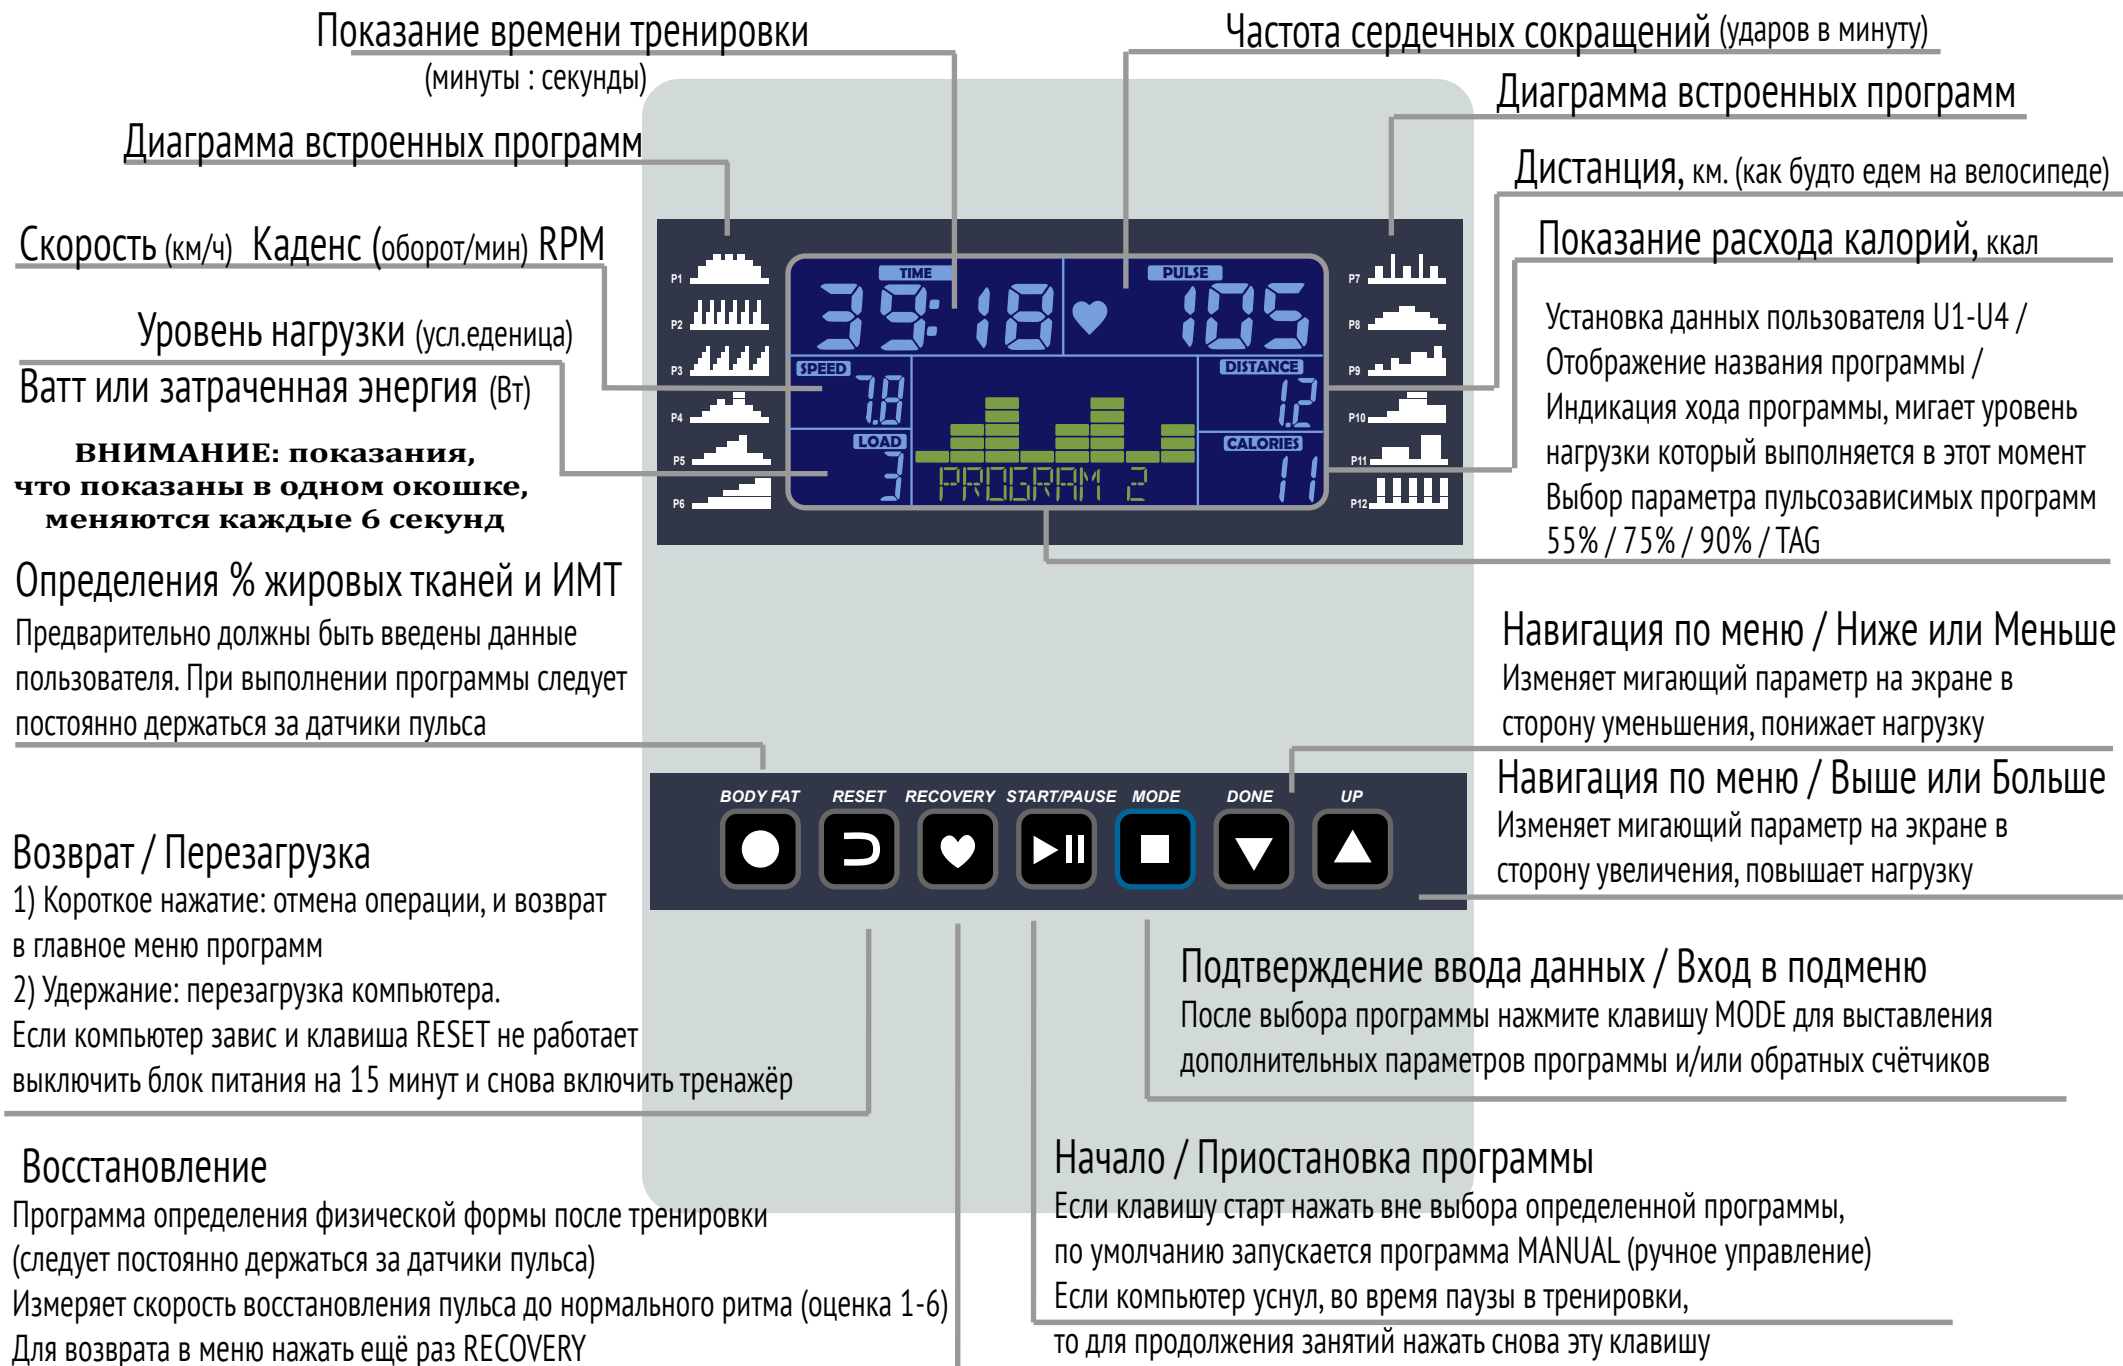 Показание времени тренировки
(минуты : секунды)
Частота сердечных сокращений (ударов в минуту)
Диаграмма встроенных программ
Диаграмма встроенных программ
Дистанция, км. (как будто едем на велосипеде)
Скорость (км/ч) Каденс (оборот/мин) RPM
Показание расхода калорий, ккал
Уровень нагрузки (усл.еденица)
Ватт или затраченная энергия (Вт)
ВНИМАНИЕ: показания,
что показаны в одном окошке,
меняются каждые 6 секунд
P1
P2
P3
P4
P5
P6
TIME
39:18
PULSE
105
SPEED
7.8
DISTANCE
1.2
LOAD
3
CALORIES
11
PROGRAM 2
P7
P8
P9
P10
P11
P12
Установка данных пользователя U1-U4 /
Отображение названия программы /
Индикация хода программы, мигает уровень
нагрузки который выполняется в этот момент
Выбор параметра пульсозависимых программ
55% / 75% / 90% / TAG
Определения % жировых тканей и ИМТ
Предварительно должны быть введены данные
пользователя. При выполнении программы следует
постоянно держаться за датчики пульса
Навигация по меню / Ниже или Меньше
Изменяет мигающий параметр на экране в
сторону уменьшения, понижает нагрузку
Навигация по меню / Выше или Больше
Изменяет мигающий параметр на экране в
сторону увеличения, повышает нагрузку
BODY FAT RESET RECOVERY START/PAUSE MODE DONE UP
Возврат / Перезагрузка
1) Короткое нажатие: отмена операции, и возврат
в главное меню программ
2) Удержание: перезагрузка компьютера.
Если компьютер завис и клавиша RESET не работает
выключить блок питания на 15 минут и снова включить тренажёр
Подтверждение ввода данных / Вход в подменю
После выбора программы нажмите клавишу MODE для выставления
дополнительных параметров программы и/или обратных счётчиков
Восстановление
Программа определения физической формы после тренировки
(следует постоянно держаться за датчики пульса)
Измеряет скорость восстановления пульса до нормального ритма (оценка 1-6)
Для возврата в меню нажать ещё раз RECOVERY
Начало / Приостановка программы
Если клавишу старт нажать вне выбора определенной программы,
по умолчанию запускается программа MANUAL (ручное управление)
Если компьютер уснул, во время паузы в тренировки,
то для продолжения занятий нажать снова эту клавишу